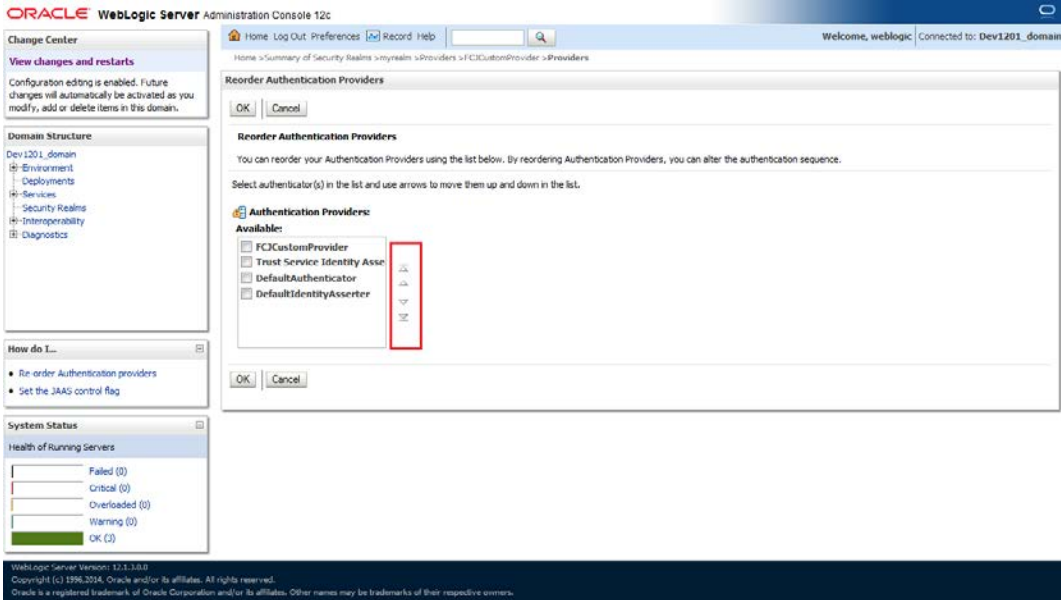 ORACLE WebLogic Server Administration Console 12c
Change Center
View changes and restarts
Configuration editing is enabled. Future
changes will automatically be activated as you
modify, add or delete items in this domain.
Domain Structure
Dev1201_domain
Environment
Deployments
Services
Security Realms
Interoperability
Diagnostics
How do I...
Re-order Authentication providers
Set the JAAS control flag
System Status
Health of Running Servers
Failed (0)
Critical (0)
Overloaded (0)
Warning (0)
OK (3)
Home Log Out Preferences Record Help
Welcome, weblogic Connected to: Dev1201_domain
Home >Summary of Security Realms >myrealm >Providers >FCJCustomProvider >Providers
Reorder Authentication Providers
OK Cancel
Reorder Authentication Providers
You can reorder your Authentication Providers using the list below. By reordering Authentication Providers, you can alter the authentication sequence.
Select authenticator(s) in the list and use arrows to move them up and down in the list.
Authentication Providers:
Available:
FCJCustomProvider
Trust Service Identity Asse
DefaultAuthenticator
DefaultIdentityAsserter
OK Cancel
WebLogic Server Version: 12.1.3.0.0
Copyright (c) 1996,2014, Oracle and/or its affiliates. All rights reserved.
Oracle is a registered trademark of Oracle Corporation and/or its affiliates. Other names may be trademarks of their respective owners.